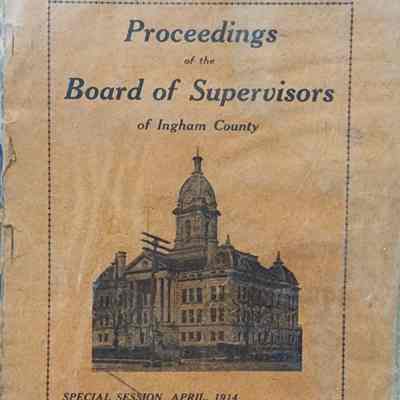 Proceedings
of the
Board of Supervisors
of Ingham County
SPECIAL SESSION, APRIL, 1914